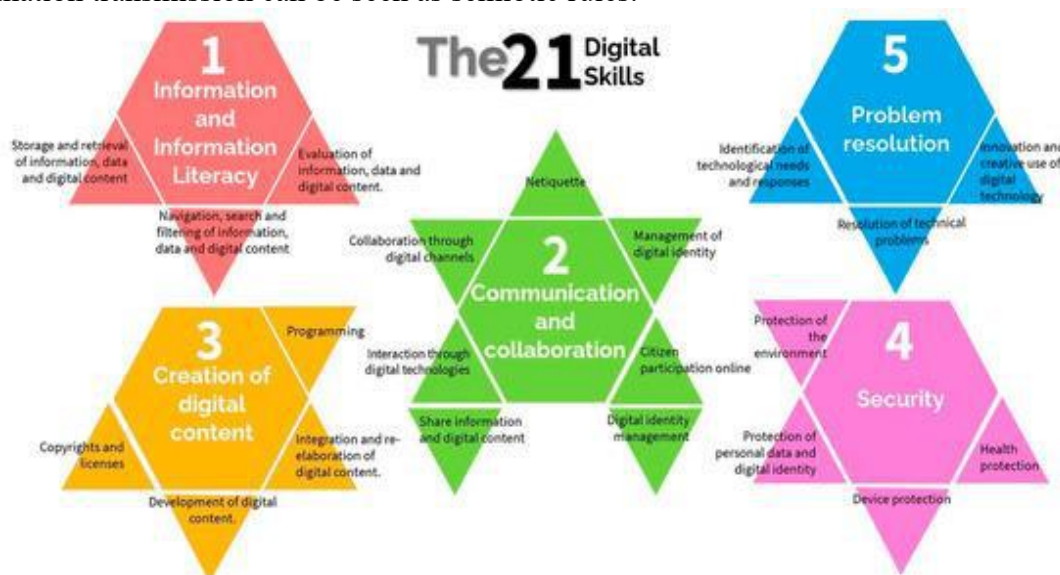 The 21 Digital
Skills
1
Information
and
Information
Literacy
Storage and retrieval
of information, data
and digital content
Evaluation of
information, data and
digital content.
Navigation, search and
filtering of information,
data and digital content
2
Communication
and
collaboration
Netiquette
Collaboration through
digital channels
Management of
digital identity
Interaction through
digital technologies
Citizen
participation online
Share information
and digital content
Digital identity
management
3
Creation of
digital
content
Programming
Copyrights and
licenses
Integration and re-
elaboration of
digital content.
Development of digital
content.
5
Problem
resolution
Identification of
technological needs
and responses
Innovation and
creative use of
digital
technology
Resolution of technical
problems
4
Security
Protection of
the
environment
Protection of
personal data and
digital identity
Health
protection
Device protection